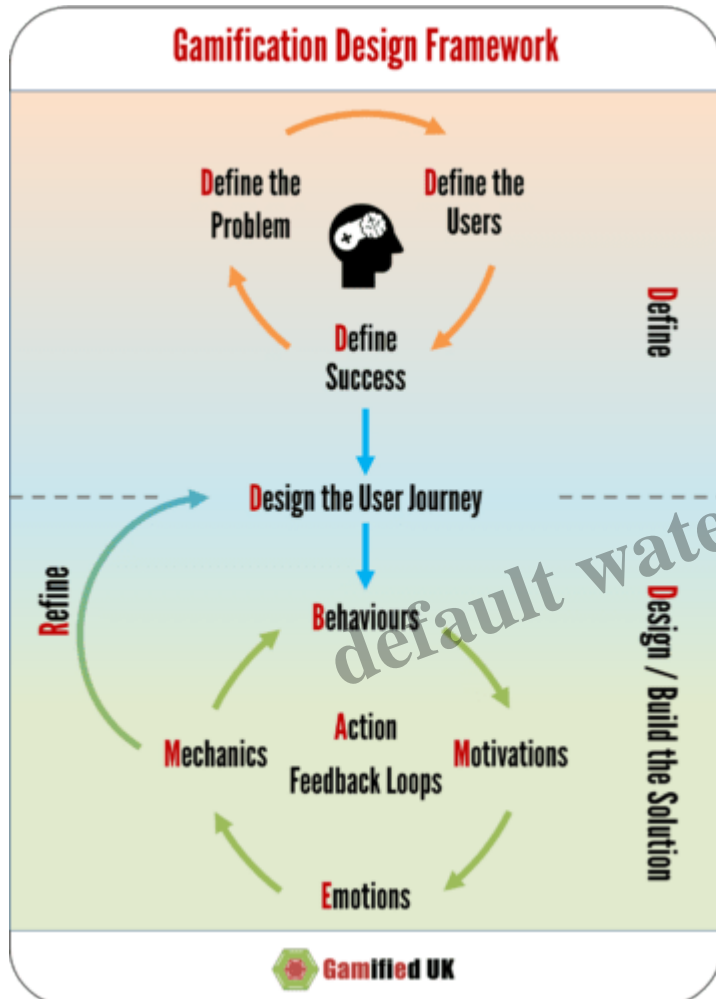 Gamification Design Framework
Define the
Problem
Define the
Users
Define
Success
Define
Design the User Journey
Refine
default wate
Behaviours
Design / Build the Solution
Mechanics
Action
Feedback Loops
Motivations
Emotions
Gamified UK